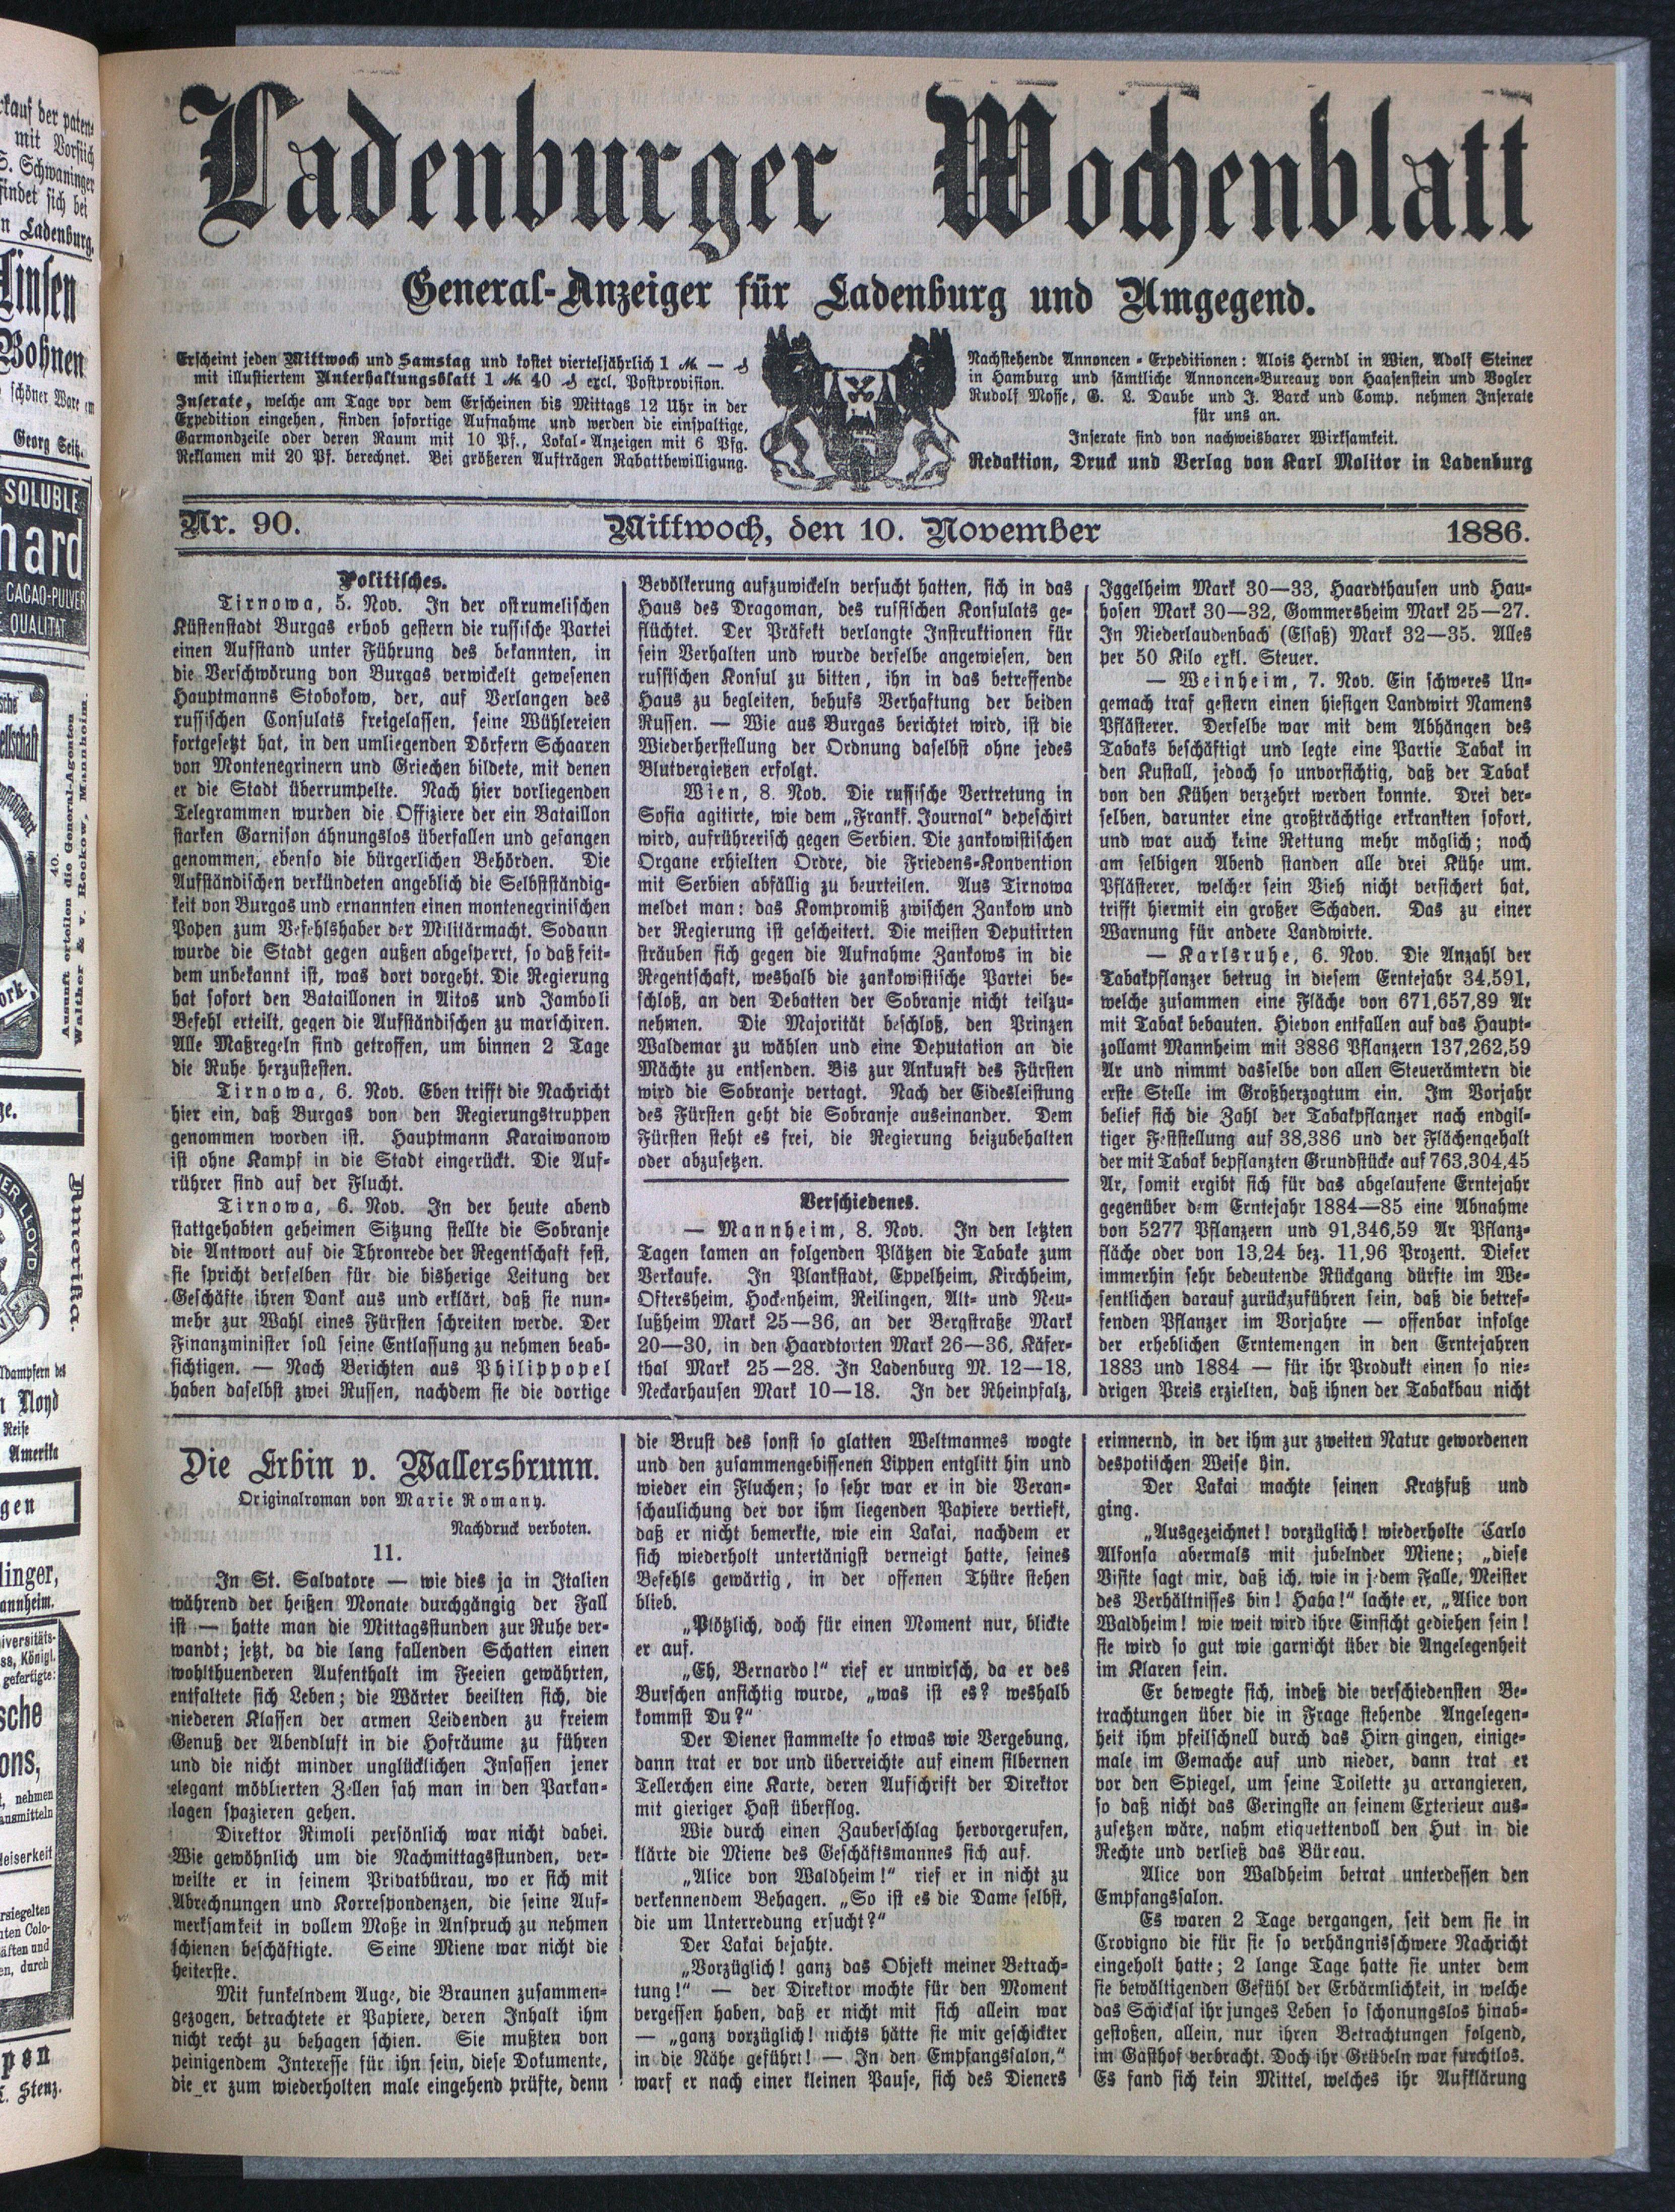 Ladenburger Wochenblatt
General-Anzeiger für Ladenburg und Umgegend.
Erscheint jeden Mittwoch und Samstag und kostet vierteljährlich 1 ℳ — ₰
mit illustiertem Unterhaltungsblatt 1 ℳ 40 ₰ excl. Postprovision.
Inserate, welche am Tage vor dem Erscheinen bis Mittags 12 Uhr in der
Expedition eingehen, finden sofortige Aufnahme und werden die einspaltige,
Garmondzeile oder deren Raum mit 10 Pf., Lokal-Anzeigen mit 6 Pfg.
Reklamen mit 20 Pf. berechnet. Bei größeren Aufträgen Rabattbewilligung.
Nachstehende Annoncen-Expeditionen: Alois Herndl in Wien, Adolf Steiner
in Hamburg und sämtliche Annoncen-Bureaux von Haasenstein und Vogler
Rudolf Mosse, G. L. Daube und J. Barck und Comp. nehmen Inserate
für uns an.
Inserate sind von nachweisbarer Wirksamkeit.
Redaktion, Druck und Verlag von Karl Molitor in Ladenburg
Nr. 90. Mittwoch, den 10. November 1886.
Politisches.
Tirnowa, 5. Nov. In der ostrumelischen
Küstenstadt Burgas erhob gestern die russische Partei
einen Aufstand unter Führung des bekannten, in
die Verschwörung von Burgas verwickelt gewesenen
Hauptmanns Stobokow, der, auf Verlangen des
russischen Consulats freigelassen, seine Wühlereien
fortgesetzt hat, in den umliegenden Dörfern Schaaren
von Montenegrinern und Griechen bildete, mit denen
er die Stadt überrumpelte. Nach hier vorliegenden
Telegrammen wurden die Offiziere der ein Bataillon
starken Garnison ahnungslos überfallen und gefangen
genommen, ebenso die bürgerlichen Behörden. Die
Aufständischen verkündeten angeblich die Selbstständig-
keit von Burgas und ernannten einen montenegrinischen
Popen zum Befehlshaber der Militärmacht. Sodann
wurde die Stadt gegen außen abgesperrt, so daß seit-
dem unbekannt ist, was dort vorgeht. Die Regierung
hat sofort den Bataillonen in Aitos und Jamboli
Befehl erteilt, gegen die Aufständischen zu marschiren.
Alle Maßregeln sind getroffen, um binnen 2 Tage
die Ruhe herzustesten.
Tirnowa, 6. Nov. Eben trifft die Nachricht
hier ein, daß Burgas von den Regierungstruppen
genommen worden ist. Hauptmann Karaiwanow
ist ohne Kampf in die Stadt eingerückt. Die Auf-
rührer sind auf der Flucht.
Tirnowa, 6. Nov. In der heute abend
stattgehabten geheimen Sitzung stellte die Sobranje
die Antwort auf die Thronrede der Regentschaft fest,
sie spricht derselben für die bisherige Leitung der
Geschäfte ihren Dank aus und erklärt, daß sie nun-
mehr zur Wahl eines Fürsten schreiten werde. Der
Finanzminister soll seine Entlassung zu nehmen beab-
sichtigen. — Nach Berichten aus Philippopel
haben daselbst zwei Russen, nachdem sie die dortige
Bevölkerung aufzuwickeln versucht hatten, sich in das
Haus des Dragoman, des russischen Konsulats ge-
flüchtet. Der Präfekt verlangte Instruktionen für
sein Verhalten und wurde derselbe angewiesen, den
russischen Konsul zu bitten, ihn in das betreffende
Haus zu begleiten, behufs Verhaftung der beiden
Russen. — Wie aus Burgas berichtet wird, ist die
Wiederherstellung der Ordnung daselbst ohne jedes
Blutvergießen erfolgt.
Wien, 8. Nov. Die russische Vertretung in
Sofia agitirte, wie dem „Frankf. Journal“ depeschirt
wird, aufrührerisch gegen Serbien. Die zankowistischen
Organe erhielten Ordre, die Friedens-Konvention
mit Serbien abfällig zu beurteilen. Aus Tirnowa
meldet man: das Kompromiß zwischen Zankow und
der Regierung ist gescheitert. Die meisten Deputirten
sträuben sich gegen die Aufnahme Zankows in die
Regentschaft, weshalb die zankowistische Partei be-
schloß, an den Debatten der Sobranje nicht teilzu-
nehmen. Die Majorität beschloß, den Prinzen
Waldemar zu wählen und eine Deputation an die
Mächte zu entsenden. Bis zur Ankunft des Fürsten
wird die Sobranje vertagt. Nach der Eidesleistung
des Fürsten geht die Sobranje auseinander. Dem
Fürsten steht es frei, die Regierung beizubehalten
oder abzusetzen.
Verschiedenes.
— Mannheim, 8. Nov. In den letzten
Tagen kamen an folgenden Plätzen die Tabake zum
Verkaufe. In Plankstadt, Eppelheim, Kirchheim,
Oftersheim, Hockenheim, Reilingen, Alt- und Neu-
lußheim Mark 25—36, an der Bergstraße Mark
20—30, in den Haardtorten Mark 26—36, Käfer-
thal Mark 25—28. In Ladenburg M. 12—18,
Neckarhausen Mark 10—18. In der Rheinpfalz,
Iggelheim Mark 30—33, Haardthausen und Hau-
hosen Mark 30—32, Gommersheim Mark 25—27.
In Niederlaudenbach (Elsaß) Mark 32—35. Alles
per 50 Kilo exkl. Steuer.
— Weinheim, 7. Nov. Ein schweres Un-
gemach traf gestern einen hiesigen Landwirt Namens
Pflästerer. Derselbe war mit dem Abhängen des
Tabaks beschäftigt und legte eine Partie Tabak in
den Kustall, jedoch so unvorsichtig, daß der Tabak
von den Kühen verzehrt werden konnte. Drei der-
selben, darunter eine großträchtige erkrankten sofort,
und war auch keine Rettung mehr möglich; noch
am selbigen Abend standen alle drei Kühe um.
Pflästerer, welcher sein Vieh nicht versichert hat,
trifft hiermit ein großer Schaden. Das zu einer
Warnung für andere Landwirte.
— Karlsruhe, 6. Nov. Die Anzahl der
Tabakpflanzer betrug in diesem Erntejahr 34,591,
welche zusammen eine Fläche von 671,657,89 Ar
mit Tabak bebauten. Hievon entfallen auf das Haupt-
zollamt Mannheim mit 3886 Pflanzern 137,262,59
Ar und nimmt dasselbe von allen Steuerämtern die
erste Stelle im Großherzogtum ein. Im Vorjahr
belief sich die Zahl der Tabakpflanzer nach endgil-
tiger Feststellung auf 38,386 und der Flächengehalt
der mit Tabak bepflanzten Grundstücke auf 763,304,45
Ar, somit ergibt sich für das abgelaufene Erntejahr
gegenüber dem Erntejahr 1884—85 eine Abnahme
von 5277 Pflanzern und 91,346,59 Ar Pflanz-
fläche oder von 13,24 bez. 11,96 Prozent. Dieser
immerhin sehr bedeutende Rückgang dürfte im We-
sentlichen darauf zurückzuführen sein, daß die betref-
fenden Pflanzer im Vorjahre — offenbar infolge
der erheblichen Erntemengen in den Erntejahren
1883 und 1884 — für ihr Produkt einen so nie-
drigen Preis erzielten, daß ihnen der Tabakbau nicht
Die Erbin v. Wallersbrunn.
Originalroman von Marie Romany.
Nachdruck verboten.
11.
In St. Salvatore — wie dies ja in Italien
während der heißen Monate durchgängig der Fall
ist — hatte man die Mittagsstunden zur Ruhe ver-
wandt; jetzt, da die lang fallenden Schatten einen
wohlthuenderen Aufenthalt im Feeien gewährten,
entfaltete sich Leben; die Wärter beeilten sich, die
niederen Klassen der armen Leidenden zu freiem
Genuß der Abendluft in die Hofräume zu führen
und die nicht minder unglücklichen Insassen jener
elegant möblierten Zellen sah man in den Parkan-
lagen spazieren gehen.
Direktor Rimoli persönlich war nicht dabei.
Wie gewöhnlich um die Nachmittagsstunden, ver-
weilte er in seinem Privatbürau, wo er sich mit
Abrechnungen und Korrespondenzen, die seine Auf-
merksamkeit in vollem Maße in Anspruch zu nehmen
schienen beschäftigte. Seine Miene war nicht die
heiterste.
Mit funkelndem Auge, die Braunen zusammen-
gezogen, betrachtete er Papiere, deren Inhalt ihm
nicht recht zu behagen schien. Sie mußten von
peinigendem Interesse für ihn sein, diese Dokumente,
die er zum wiederholten male eingehend prüfte, denn
die Brust des sonst so glatten Weltmannes wogte
und den zusammengebissenen Lippen entglitt hin und
wieder ein Fluchen; so sehr war er in die Veran-
schaulichung der vor ihm liegenden Papiere vertieft,
daß er nicht bemerkte, wie ein Lakai, nachdem er
sich wiederholt untertänigst verneigt hatte, seines
Befehls gewärtig, in der offenen Thüre stehen
blieb.
„Plötzlich, doch für einen Moment nur, blickte
er auf.
„Eh, Bernardo!“ rief er unwirsch, da er des
Burschen ansichtig wurde, „was ist es? weshalb
kommst Du?“
Der Diener stammelte so etwas wie Vergebung,
dann trat er vor und überreichte auf einem silbernen
Tellerchen eine Karte, deren Aufschrift der Direktor
mit gieriger Hast überflog.
Wie durch einen Zauberschlag hervorgerufen,
klärte die Miene des Geschäftsmannes sich auf.
„Alice von Waldheim!“ rief er in nicht zu
verkennendem Behagen. „So ist es die Dame selbst,
die um Unterredung ersucht?“
Der Lakai bejahte.
„Vorzüglich! ganz das Objekt meiner Betrach-
tung!“ — der Direktor mochte für den Moment
vergessen haben, daß er nicht mit sich allein war
— „ganz vorzüglich! nichts hätte sie mir geschickter
in die Nähe geführt! — In den Empfangssalon,“
warf er nach einer kleinen Pause, sich des Dieners
erinnernd, in der ihm zur zweiten Natur gewordenen
despotischen Weise hin.
Der Lakai machte seinen Kratzfuß und
ging.
„Ausgezeichnet! vorzüglich! wiederholte Carlo
Alfonsa abermals mit jubelnder Miene; „diese
Visite sagt mir, daß ich, wie in jedem Falle, Meister
des Verhältnisses bin! Haha!“ lachte er, „Alice von
Waldheim! wie weit wird ihre Einsicht gediehen sein!
sie wird so gut wie garnicht über die Angelegenheit
im Klaren sein.
Er bewegte sich, indeß die verschiedensten Be-
trachtungen über die in Frage stehende Angelegen-
heit ihm pfeilschnell durch das Hirn gingen, einige-
male im Gemache auf und nieder, dann trat er
vor den Spiegel, um seine Toilette zu arrangieren,
so daß nicht das Geringste an seinem Exterieur aus-
zusetzen wäre, nahm etiquettenvoll den Hut in die
Rechte und verließ das Büreau.
Alice von Waldheim betrat unterdessen den
Empfangssalon.
Es waren 2 Tage vergangen, seit dem sie in
Crovigno die für sie so verhängnisschwere Nachricht
eingeholt hatte; 2 lange Tage hatte sie unter dem
sie bewältigenden Gefühl der Erbärmlichkeit, in welche
das Schicksal ihr junges Leben so schonungslos hinab-
gestoßen, allein, nur ihren Betrachtungen folgend,
im Gasthof verbracht. Doch ihr Grübeln war furchtlos.
Es fand sich kein Mittel, welches ihr Aufklärung
mit Vorsich
S. Schwaninger
findet sich bei
n Ladenburg.
Linsen
Bohnen
schöner Ware
Georg Seitz.
SOLUBLE
hard
CACAO-PULVER
QUALITÄT
Auskunft erteilen die General-Agenten
Walther & v. Reckow, Mannheim.
Amerika.
n Lloyd
Reise
Amerika
gen
linger,
annheim.
gefertigte:
ons,
t, nehmen
pen
Stenz.